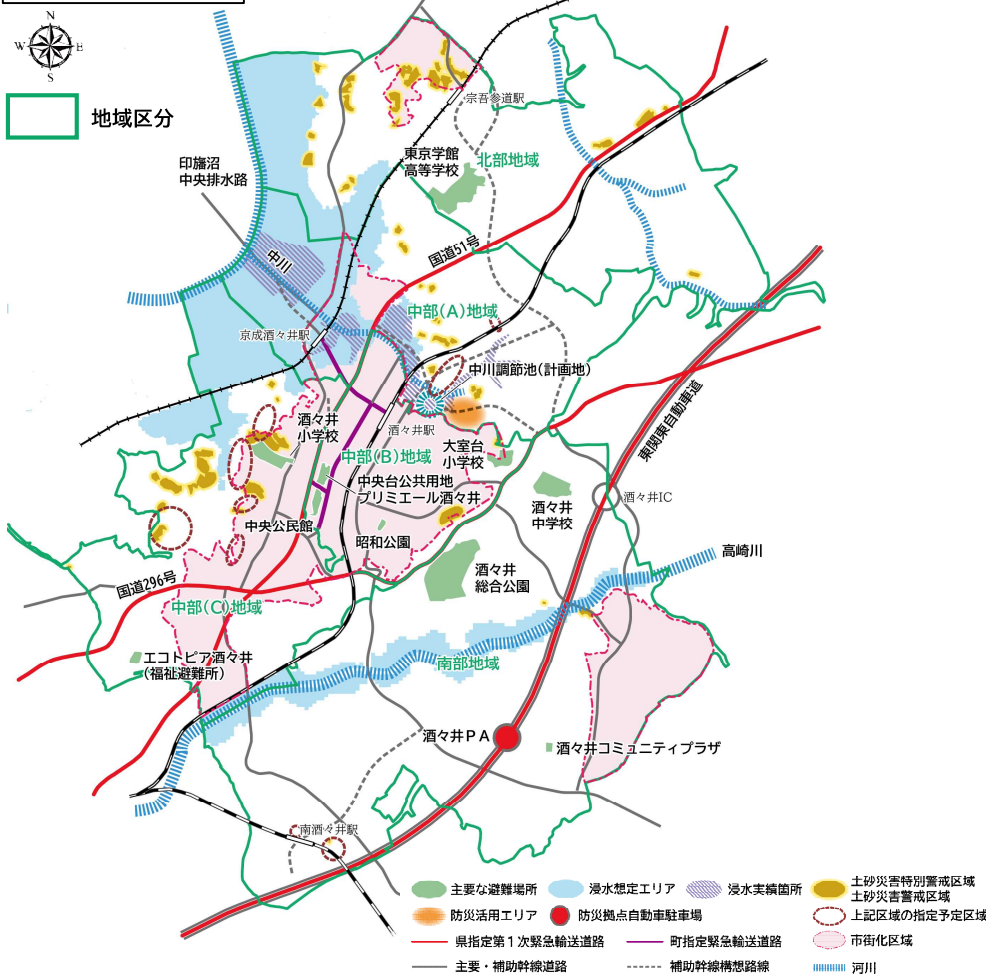 N
W
E
S
地域区分
宗吾参道駅
東京学館
高等学校
北部地域
印旛沼
中央排水路
国道51号
中川
中部(A)地域
京成酒々井駅
中川調節池(計画地)
東関東自動車道
酒々井
小学校
酒々井駅
大室台
小学校
中部(B)地域
中央台公共用地
プリミエール酒々井
酒々井
中学校
酒々井IC
中央公民館
昭和公園
高崎川
酒々井
総合公園
国道296号
中部(C)地域
エコトピア酒々井
(福祉避難所)
南部地域
酒々井PA
酒々井コミュニティプラザ
南酒々井駅
主要な避難場所
浸水想定エリア
浸水実績箇所
土砂災害特別警戒区域
土砂災害警戒区域
防災活用エリア
防災拠点自動車駐車場
上記区域の指定予定区域
県指定第1次緊急輸送道路
町指定緊急輸送道路
市街化区域
主要・補助幹線道路
補助幹線構想路線
河川